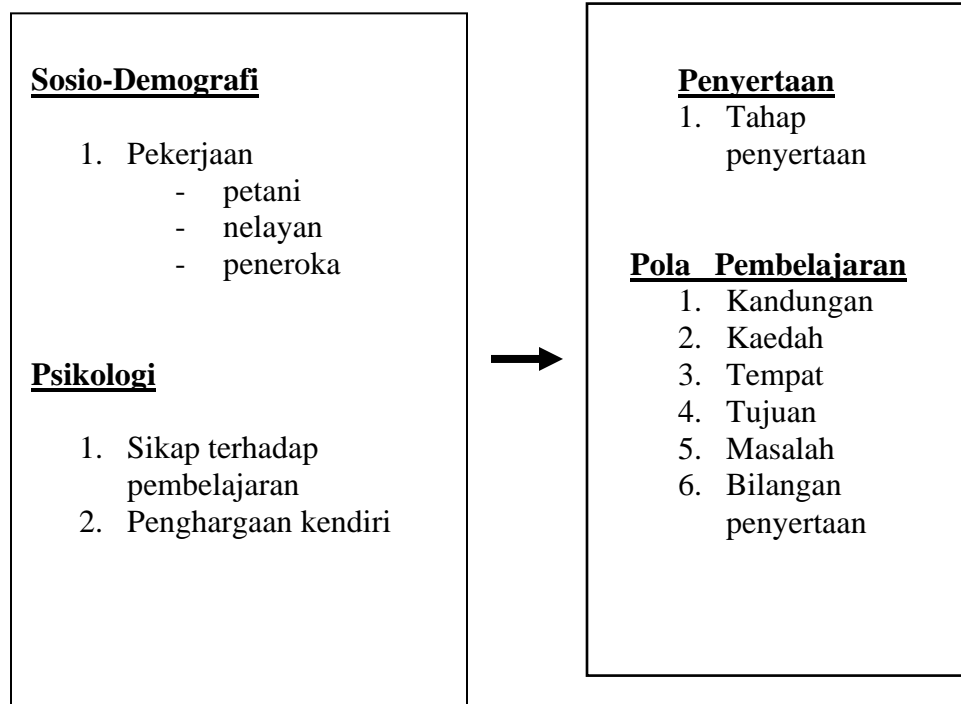 Sosio-Demografi
1. Pekerjaan
- petani
- nelayan
- peneroka
Psikologi
1. Sikap terhadap
pembelajaran
2. Penghargaan kendiri
Penyertaan
1. Tahap
penyertaan
Pola Pembelajaran
1. Kandungan
2. Kaedah
3. Tempat
4. Tujuan
5. Masalah
6. Bilangan
penyertaan